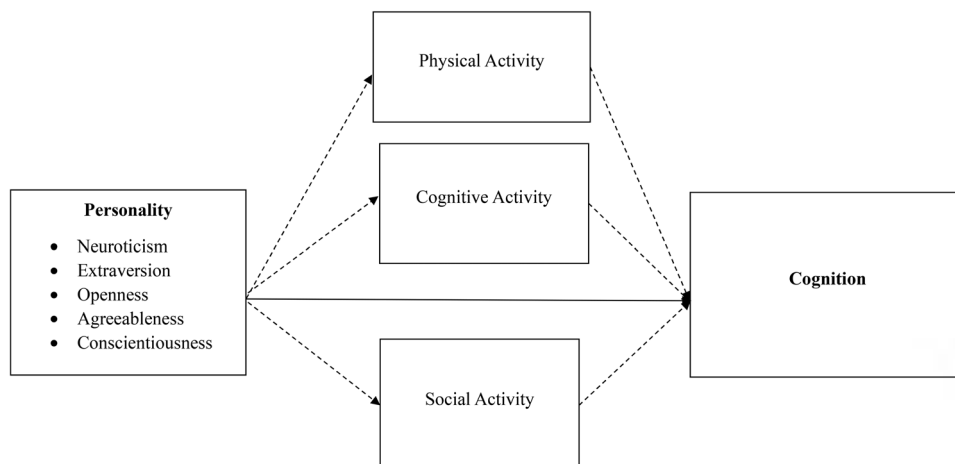 Physical Activity
Cognitive Activity
Personality
• Neuroticism
• Extraversion
• Openness
• Agreeableness
• Conscientiousness
Cognition
Social Activity